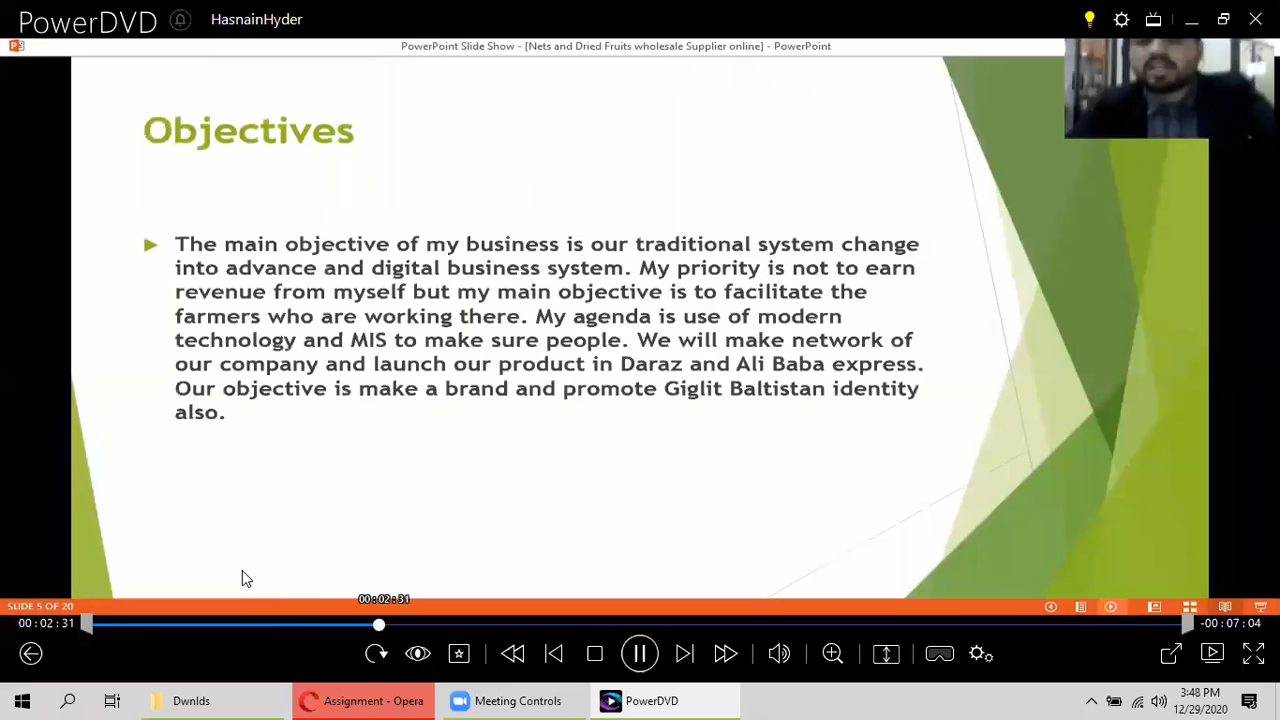 PowerDVD
HasnainHyder
PowerPoint Slide Show - [Nets and Dried Fruits wholesale Supplier online] - PowerPoint
Objectives
The main objective of my business is our traditional system change
into advance and digital business system. My priority is not to earn
revenue from myself but my main objective is to facilitate the
farmers who are working there. My agenda is use of modern
technology and MIS to make sure people. We will make network of
our company and launch our product in Daraz and Ali Baba express.
Our objective is make a brand and promote Giglit Baltistan identity
also.
00:02:31
SLIDE 5 OF 20
00:02:31
-00:07:04
Dwnlds
Assignment - Opera
Meeting Controls
PowerDVD
3:48 PM
12/29/2020